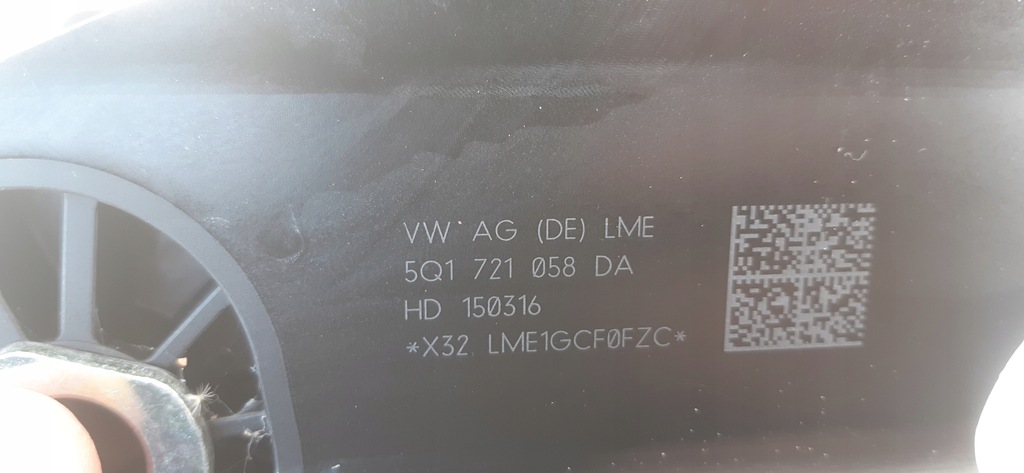 VW AG (DE) LME
5Q1 721 058 DA
HD 150316
*X32 LME1GCF0FZC*